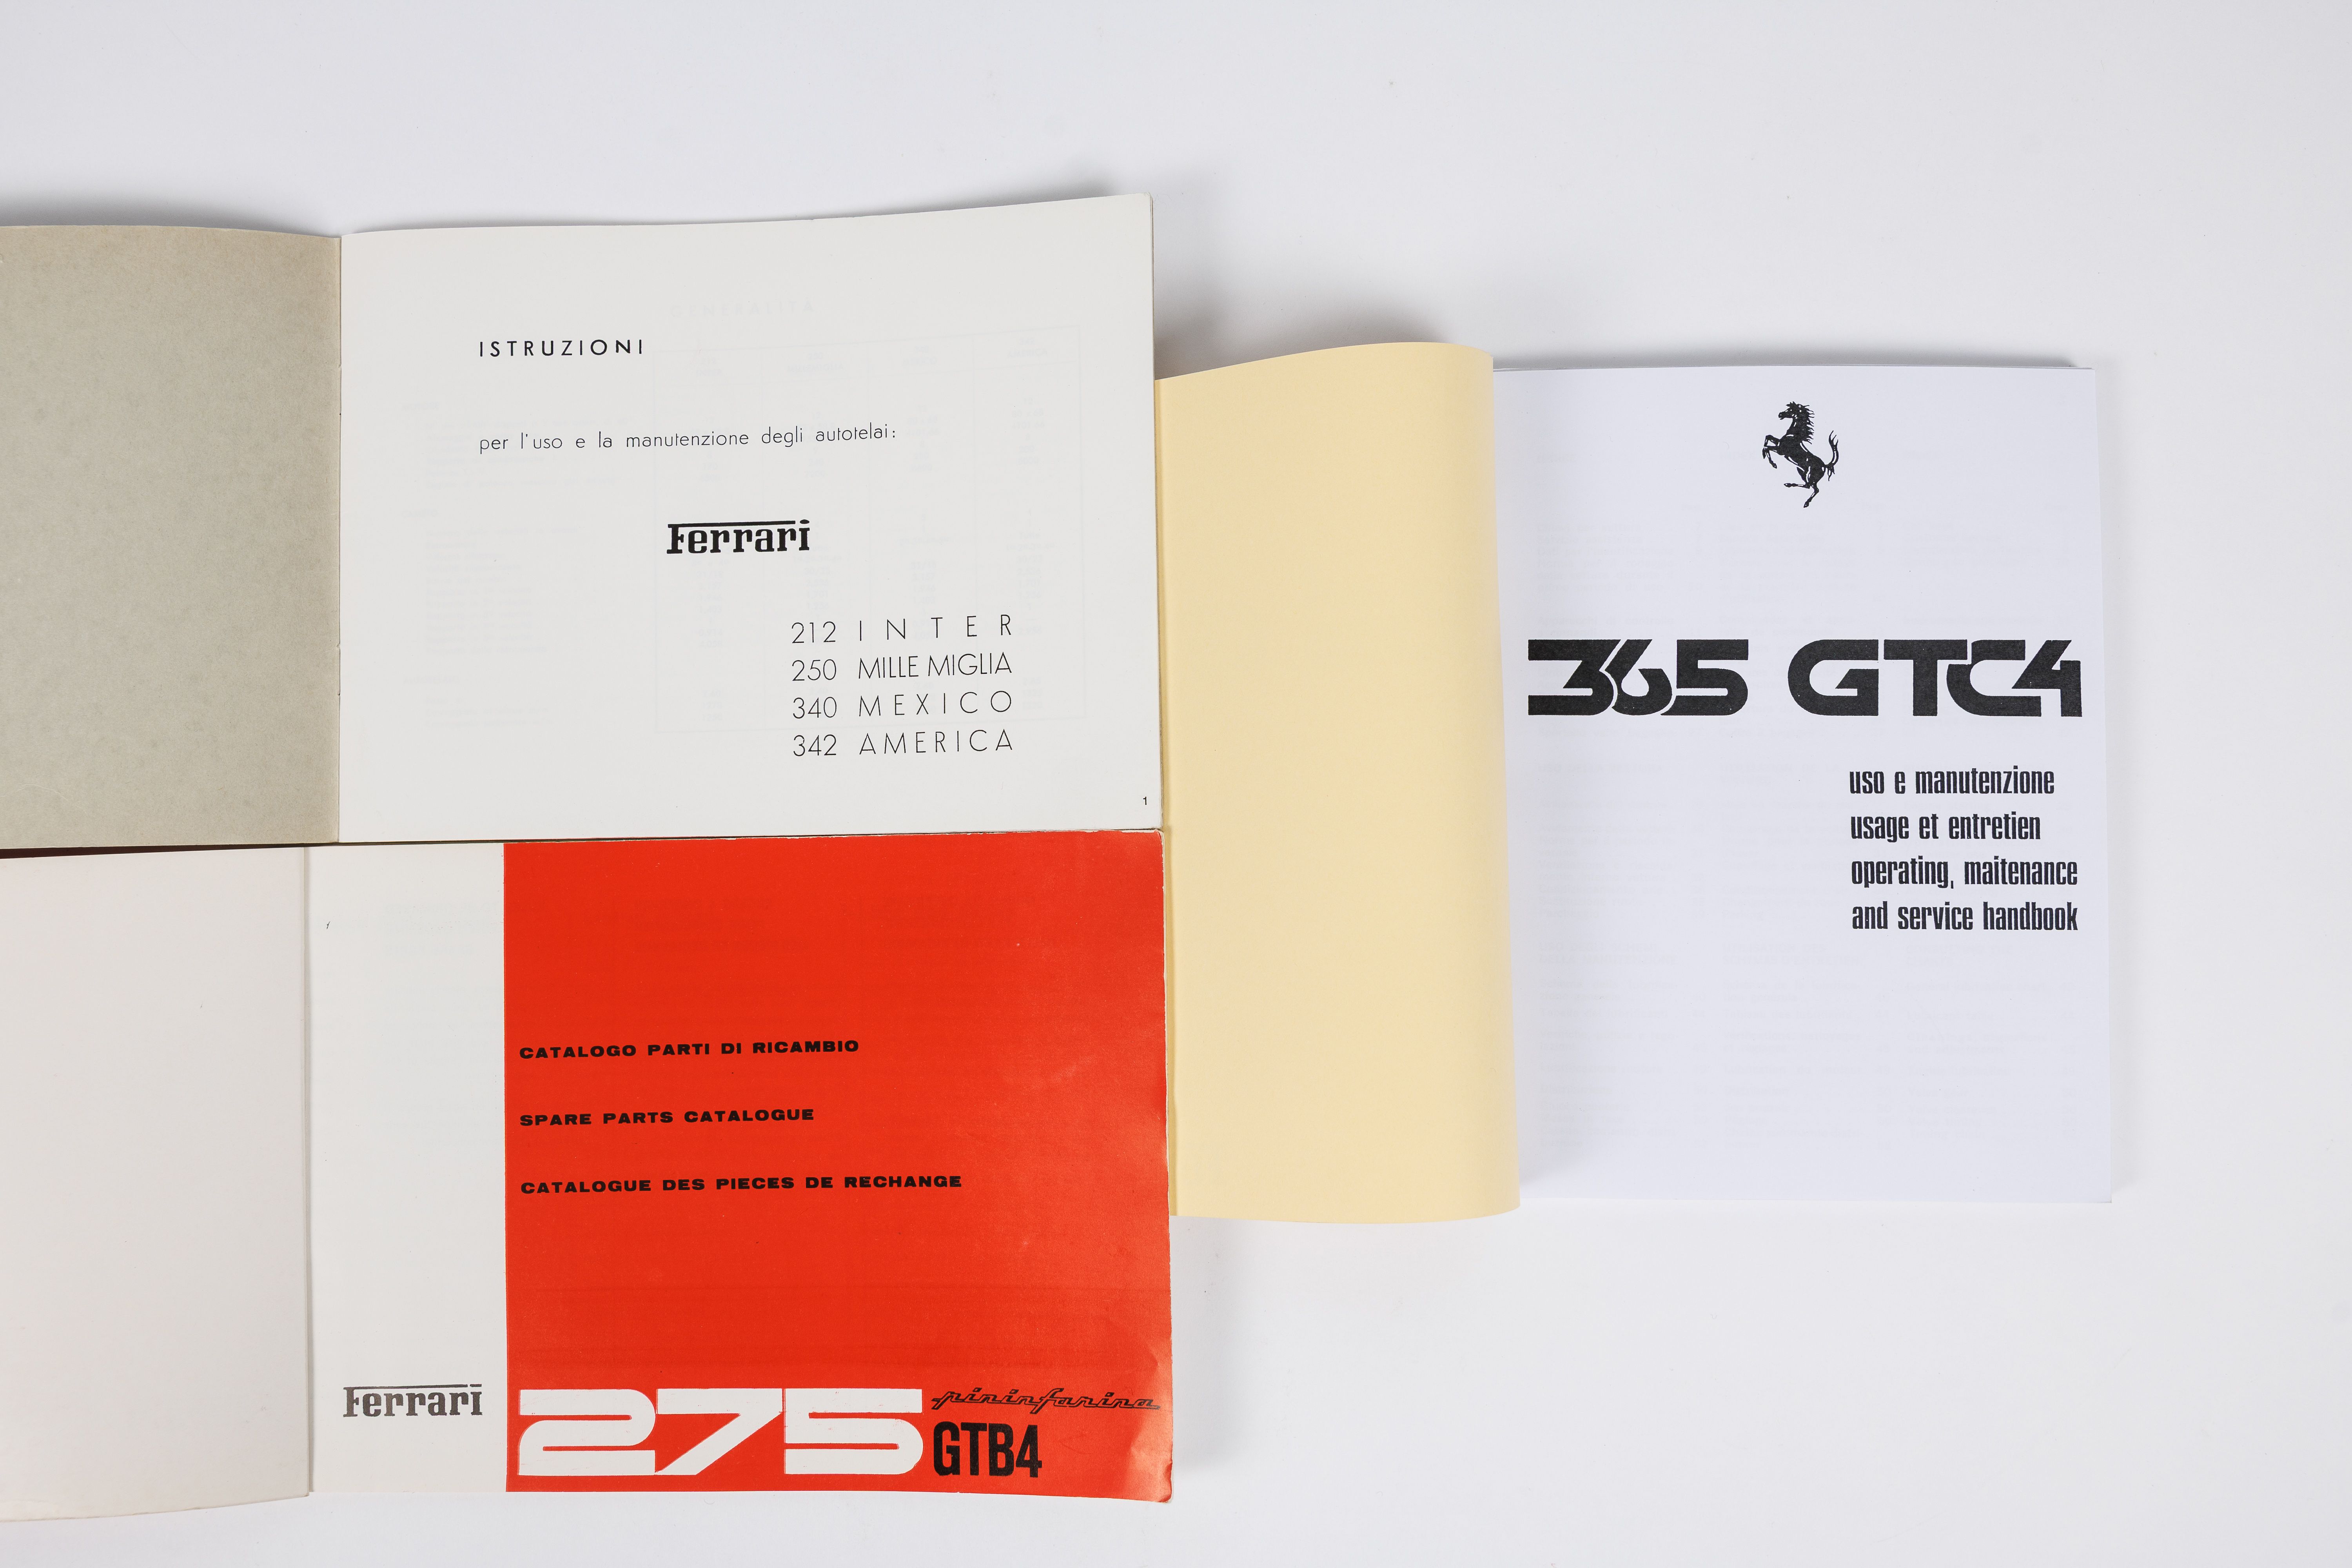 ISTRUZIONI
per l'uso e la manutenzione degli autotelai:
Ferrari
212 INTER
250 MILLE MIGLIA
340 MEXICO
342 AMERICA
1
CATALOGO PARTI DI RICAMBIO
SPARE PARTS CATALOGUE
CATALOGUE DES PIECES DE RECHANGE
Ferrari
275 pininfarina
GTB4
365 GTC4
uso e manutenzione
usage et entretien
operating, maitenance
and service handbook